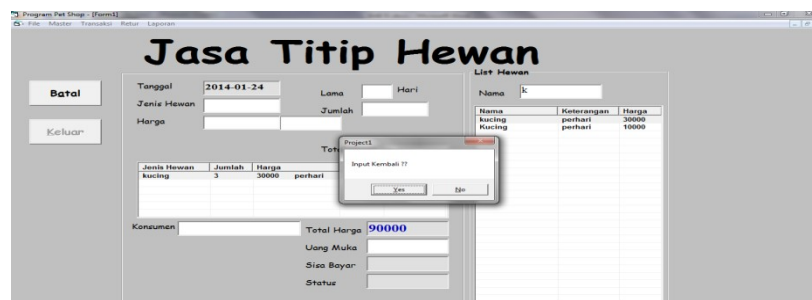 Program Pet Shop - [Form1]
File Master Transaksi Retur Laporan
Jasa Titip Hewan
Batal
Keluar
Tanggal 2014-01-24
Lama Hari
Jenis Hewan
Jumlah
Harga
Jenis Hewan Jumlah Harga
kucing 3 30000 perhari
Konsumen
Total Harga 90000
Uang Muka
Sisa Bayar
Status
List Hewan
Nama k
Nama Keterangan Harga
kucing perhari 30000
Kucing perhari 10000
Project1
Input Kembali ??
Yes No